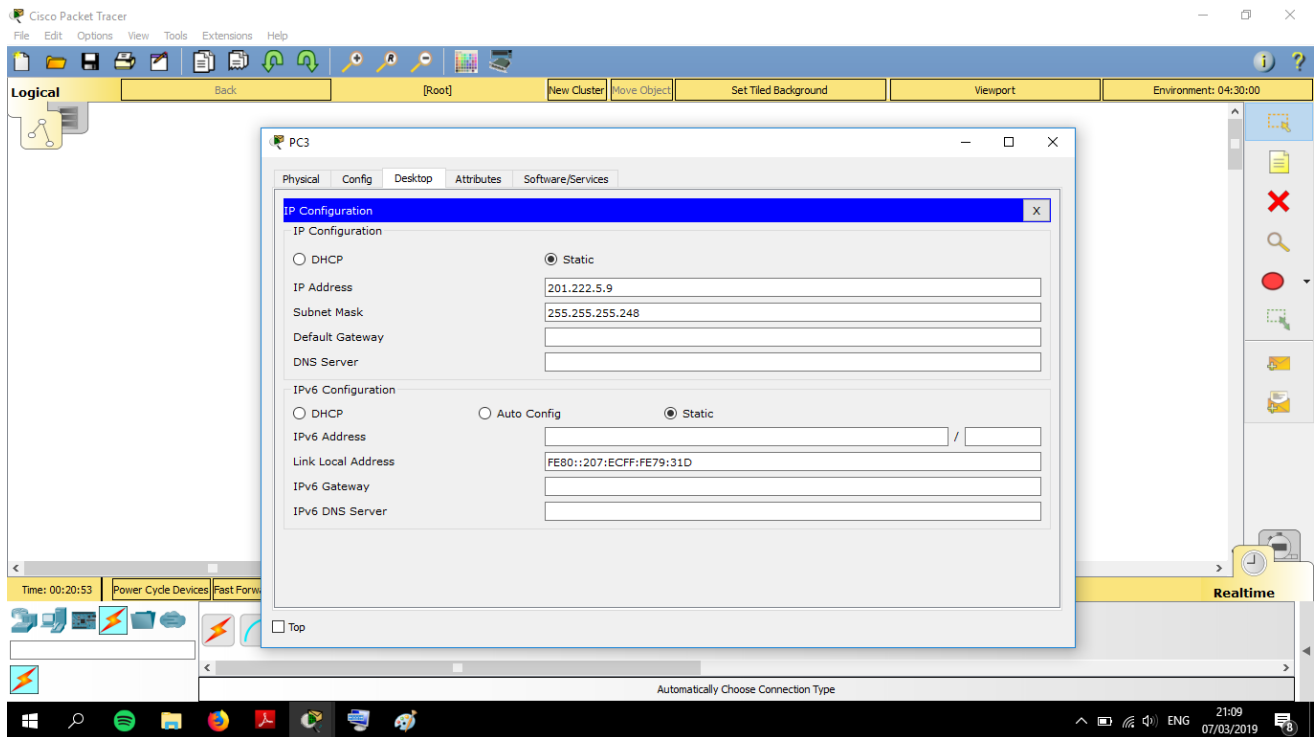 Cisco Packet Tracer
File Edit Options View Tools Extensions Help
Logical Back [Root] New Cluster Move Object Set Tiled Background Viewport Environment: 04:30:00
PC3
Physical Config Desktop Attributes Software/Services
IP Configuration X
IP Configuration
DHCP Static
IP Address 201.222.5.9
Subnet Mask 255.255.255.248
Default Gateway
DNS Server
IPv6 Configuration
DHCP Auto Config Static
IPv6 Address /
Link Local Address FE80::207:ECFF:FE79:31D
IPv6 Gateway
IPv6 DNS Server
Time: 00:20:53 Power Cycle Devices Fast Forw
Realtime
Top
Automatically Choose Connection Type
ENG 21:09
07/03/2019 8